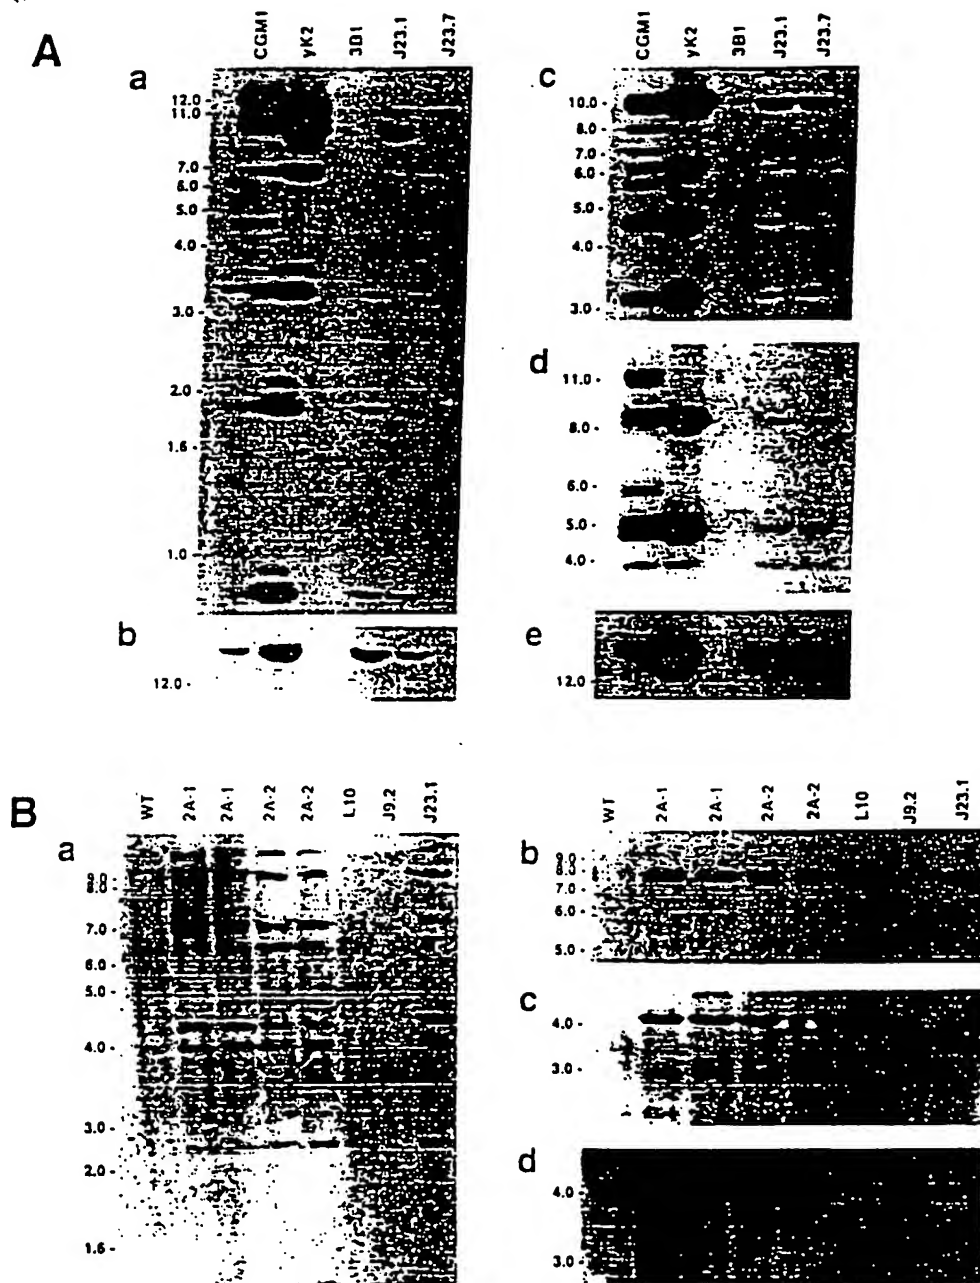 A
a
CGM1
yK2
3D1
J23.1
J23.7
12.0 -
11.0 -
7.0 -
6.0 -
5.0 -
4.0 -
3.0 -
2.0 -
1.6 -
1.0 -
b
12.0 -
c
CGM1
yK2
3D1
J23.1
J23.7
10.0 -
8.0 -
7.0 -
6.0 -
5.0 -
4.0 -
3.0 -
d
11.0 -
8.0 -
6.0 -
5.0 -
4.0 -
e
12.0 -
B
a
WT
2A-1
2A-1
2A-2
2A-2
L10
J9.2
J23.1
9.0 -
8.0 -
7.0 -
6.0 -
5.0 -
4.0 -
3.0 -
2.0 -
1.6 -
b
WT
2A-1
2A-1
2A-2
2A-2
L10
J9.2
J23.1
9.0 -
8.0 -
7.0 -
6.0 -
5.0 -
c
4.0 -
3.0 -
d
4.0 -
3.0 -